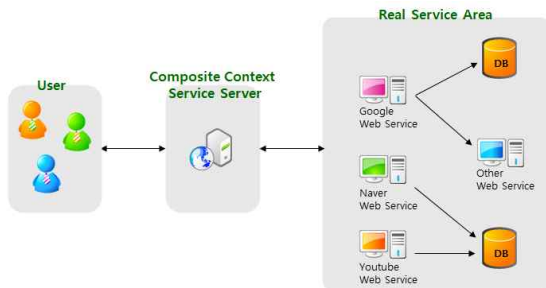 Real Service Area
User
Composite Context
Service Server
DB
Google
Web Service
Other
Web Service
Naver
Web Service
DB
Youtube
Web Service